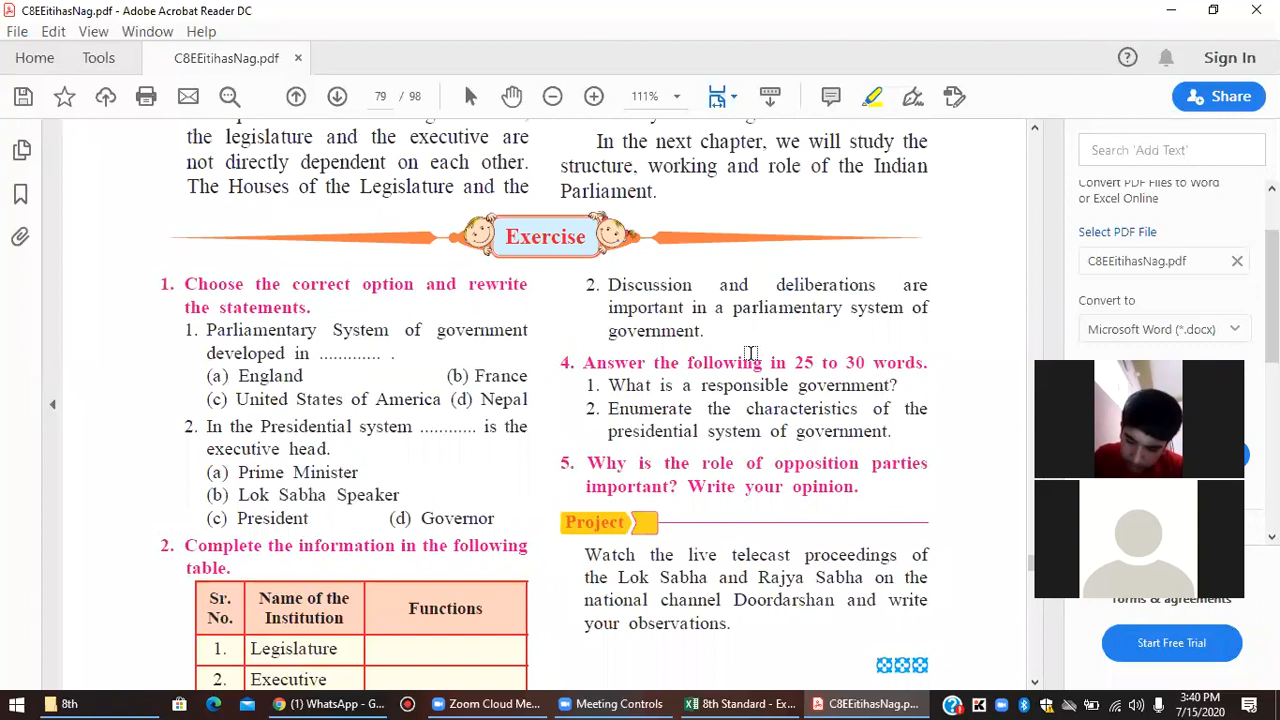 C8EEitihasNag.pdf - Adobe Acrobat Reader DC
File Edit View Window Help
Home Tools C8EEitihasNag.pdf ×
Sign In
79 / 98 111% Share
the legislature and the executive are
not directly dependent on each other.
The Houses of the Legislature and the
In the next chapter, we will study the
structure, working and role of the Indian
Parliament.
Exercise
1. Choose the correct option and rewrite
the statements.
1. Parliamentary System of government
developed in ............. .
(a) England (b) France
(c) United States of America (d) Nepal
2. In the Presidential system ............ is the
executive head.
(a) Prime Minister
(b) Lok Sabha Speaker
(c) President (d) Governor
2. Complete the information in the following
table.
Sr. No. Name of the Institution Functions
1. Legislature
2. Executive
2. Discussion and deliberations are
important in a parliamentary system of
government.
4. Answer the following in 25 to 30 words.
1. What is a responsible government?
2. Enumerate the characteristics of the
presidential system of government.
5. Why is the role of opposition parties
important? Write your opinion.
Project
Watch the live telecast proceedings of
the Lok Sabha and Rajya Sabha on the
national channel Doordarshan and write
your observations.
Search 'Add Text'
Convert PDF Files to Word
or Excel Online
Select PDF File
C8EEitihasNag.pdf
Convert to
Microsoft Word (*.docx)
Terms & agreements
Start Free Trial
8th
(1) WhatsApp - G...
Zoom Cloud Me...
Meeting Controls
8th Standard - Ex...
C8EEitihasNag.p...
3:40 PM
7/15/2020